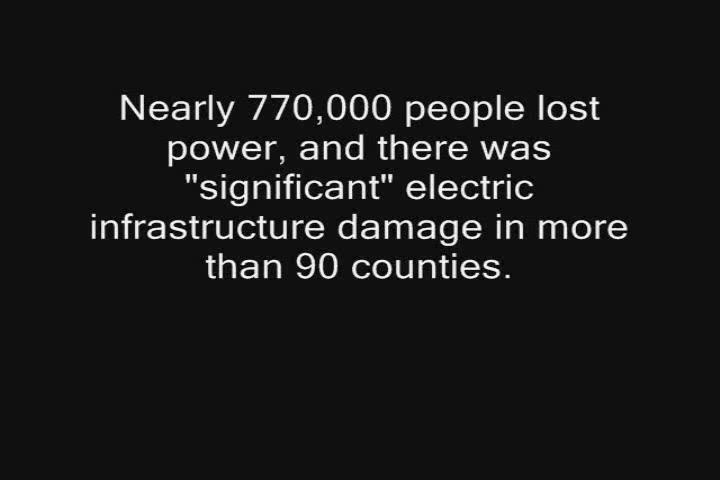 Nearly 770,000 people lost
power, and there was
"significant" electric
infrastructure damage in more
than 90 counties.